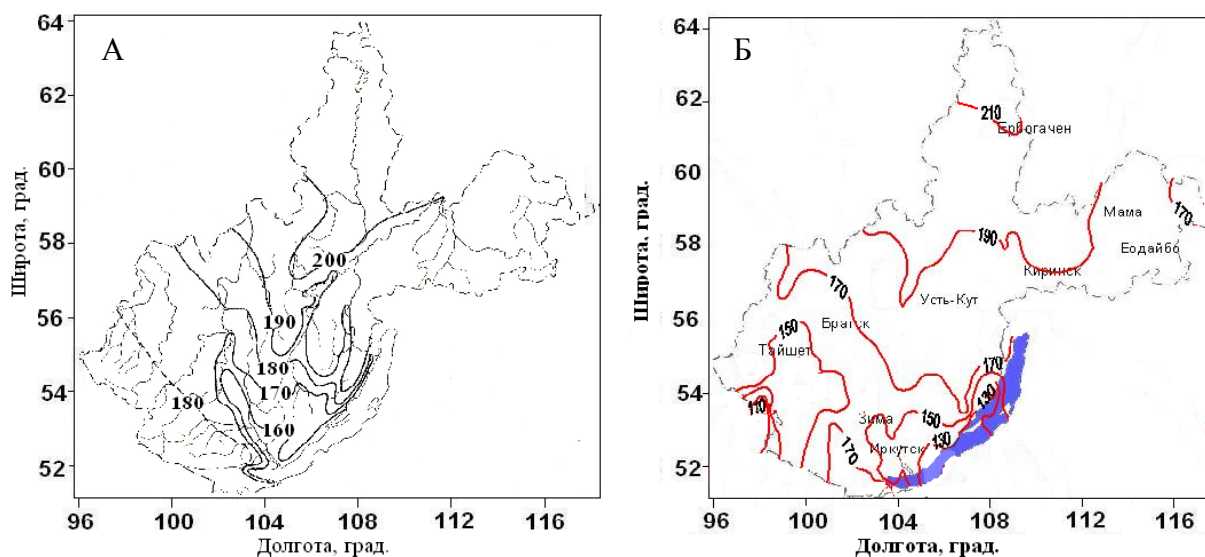 А
64
62
60
58
56
54
52
Широта, град.
200
190
180
170
180
160
96
100
104
108
112
116
Долгота, град.
Б
64
62
60
58
56
54
52
Широта, град.
210
Ербогачен
Мама
170
190
Еодайбо
Киринск
170
Усть-Кут
150
Братск
Тайшет
170
130
110
Зима
150
130
170
Иркутск
96
100
104
108
112
116
Долгота, град.